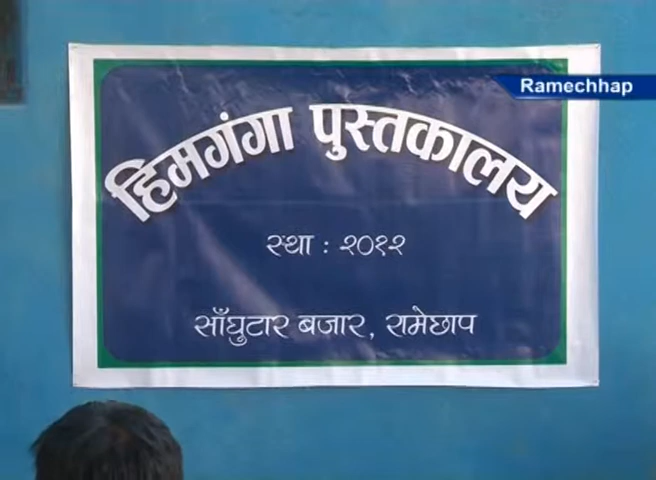 Ramechhap
हिमगंगा पुस्तकालय
स्था : २०१२
साँघुटार बजार, रामेछाप